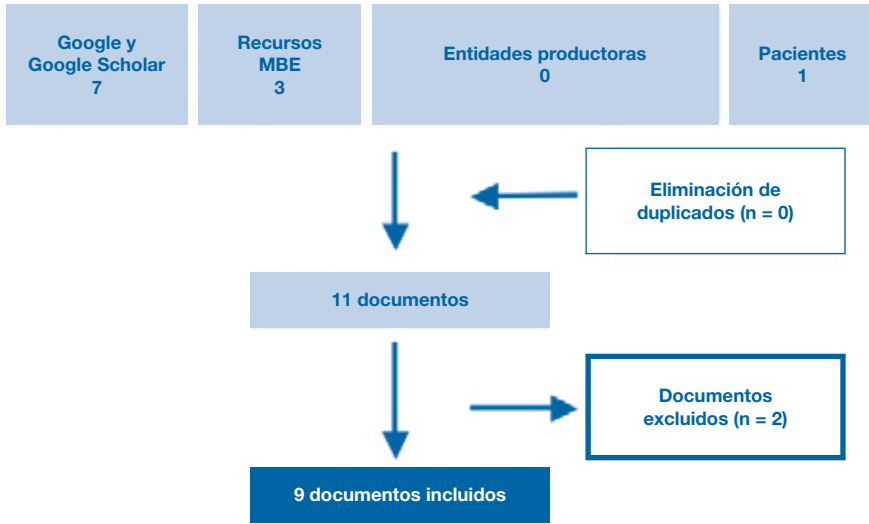 Google y
Google Scholar
7
Recursos
MBE
3
Entidades productoras
0
Pacientes
1
Eliminación de
duplicados (n = 0)
11 documentos
Documentos
excluidos (n = 2)
9 documentos incluidos